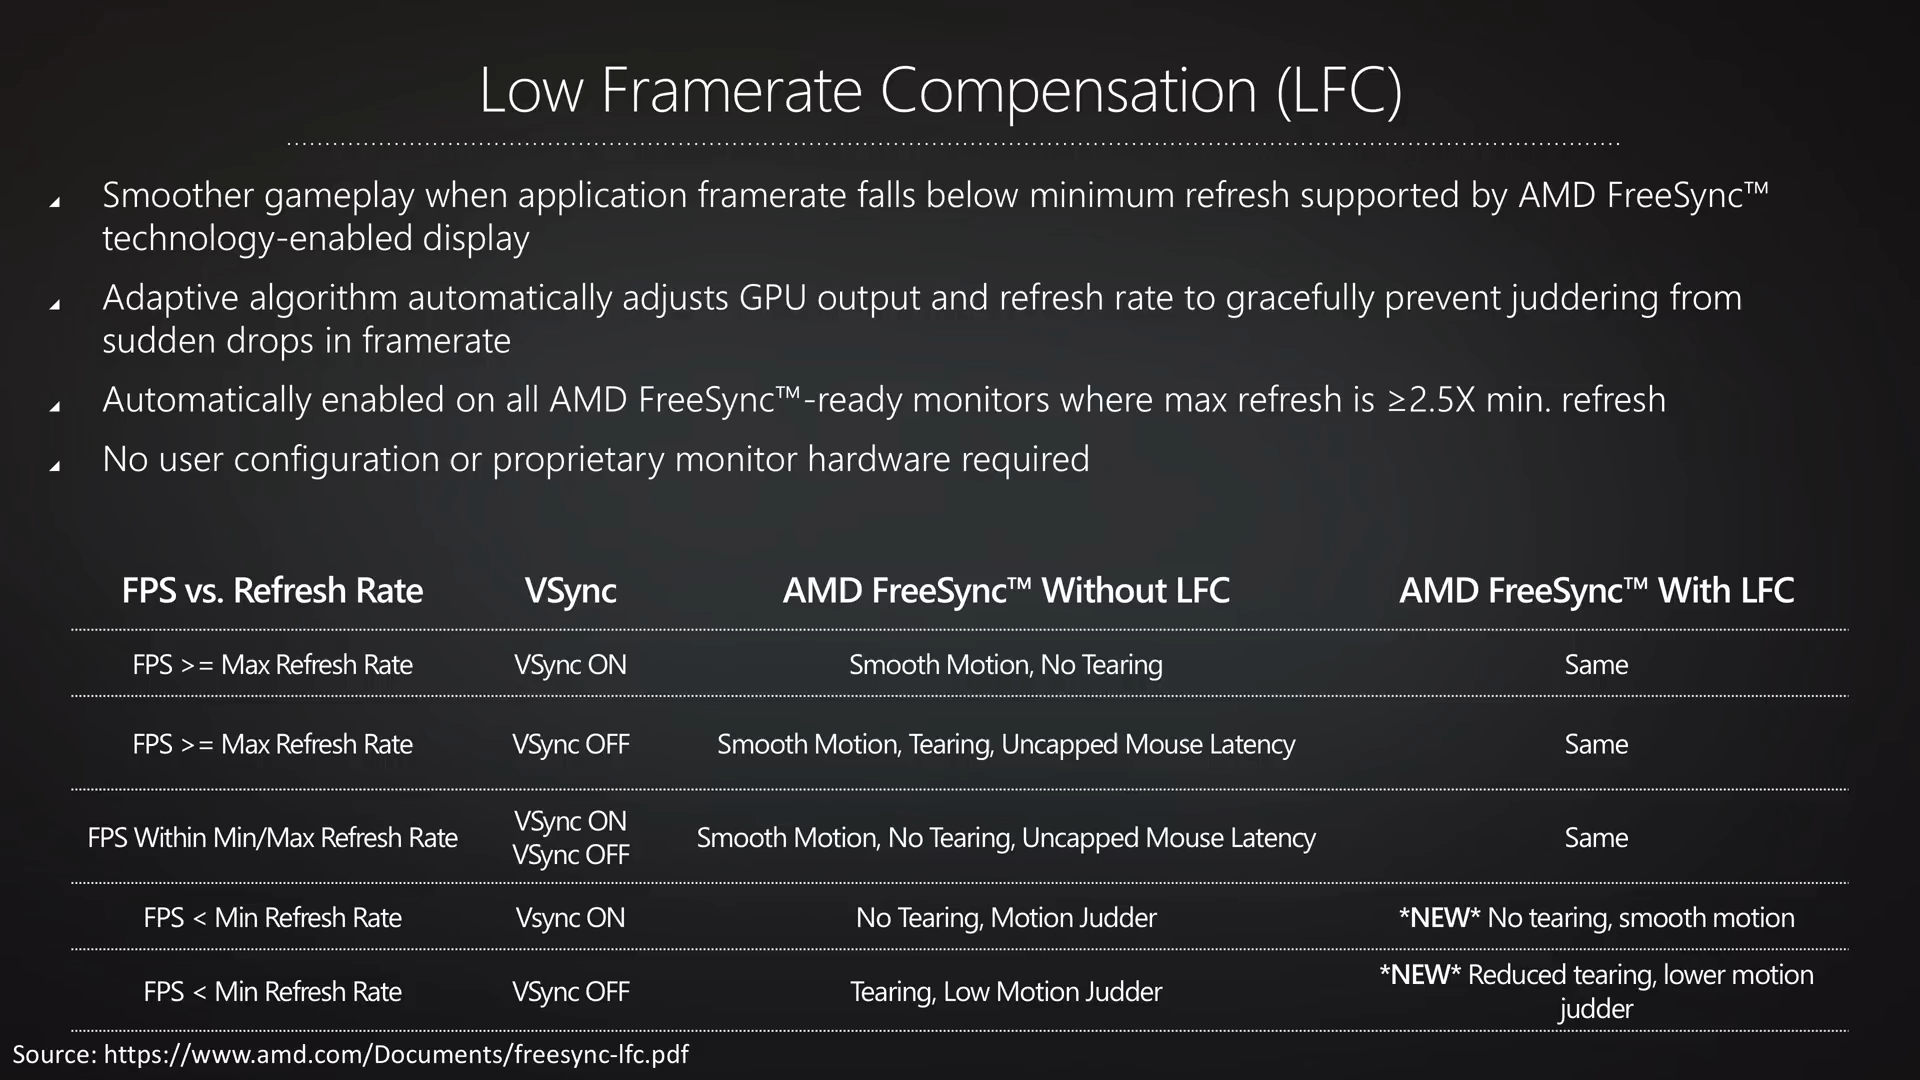 Low Framerate Compensation (LFC)
Smoother gameplay when application framerate falls below minimum refresh supported by AMD FreeSync™
technology-enabled display
Adaptive algorithm automatically adjusts GPU output and refresh rate to gracefully prevent juddering from
sudden drops in framerate
Automatically enabled on all AMD FreeSync™-ready monitors where max refresh is ≥2.5X min. refresh
No user configuration or proprietary monitor hardware required
FPS vs. Refresh Rate VSync AMD FreeSync™ Without LFC AMD FreeSync™ With LFC
FPS >= Max Refresh Rate VSync ON Smooth Motion, No Tearing Same
FPS >= Max Refresh Rate VSync OFF Smooth Motion, Tearing, Uncapped Mouse Latency Same
FPS Within Min/Max Refresh Rate VSync ON
VSync OFF Smooth Motion, No Tearing, Uncapped Mouse Latency Same
FPS < Min Refresh Rate Vsync ON No Tearing, Motion Judder *NEW* No tearing, smooth motion
FPS < Min Refresh Rate VSync OFF Tearing, Low Motion Judder *NEW* Reduced tearing, lower motion
judder
Source: https://www.amd.com/Documents/freesync-lfc.pdf